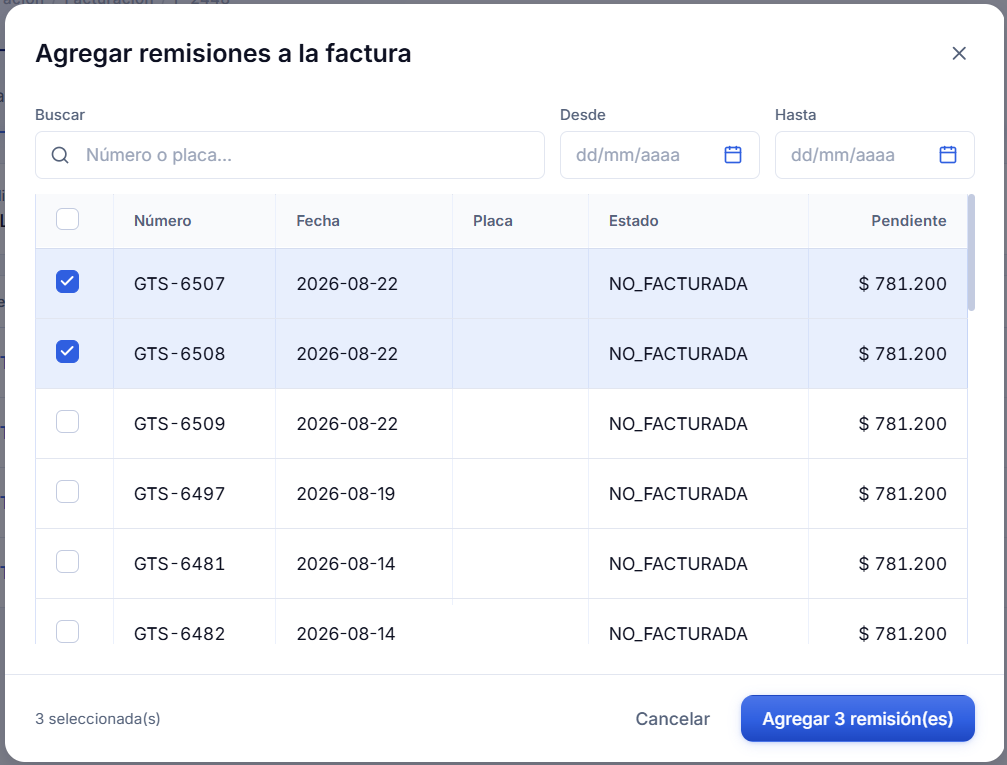 Agregar remisiones a la factura
Buscar Desde Hasta
Número o placa... dd/mm/aaaa dd/mm/aaaa
Número Fecha Placa Estado Pendiente
GTS-6507 2026-08-22 NO_FACTURADA $ 781.200
GTS-6508 2026-08-22 NO_FACTURADA $ 781.200
GTS-6509 2026-08-22 NO_FACTURADA $ 781.200
GTS-6497 2026-08-19 NO_FACTURADA $ 781.200
GTS-6481 2026-08-14 NO_FACTURADA $ 781.200
GTS-6482 2026-08-14 NO_FACTURADA $ 781.200
3 seleccionada(s) Cancelar Agregar 3 remisión(es)